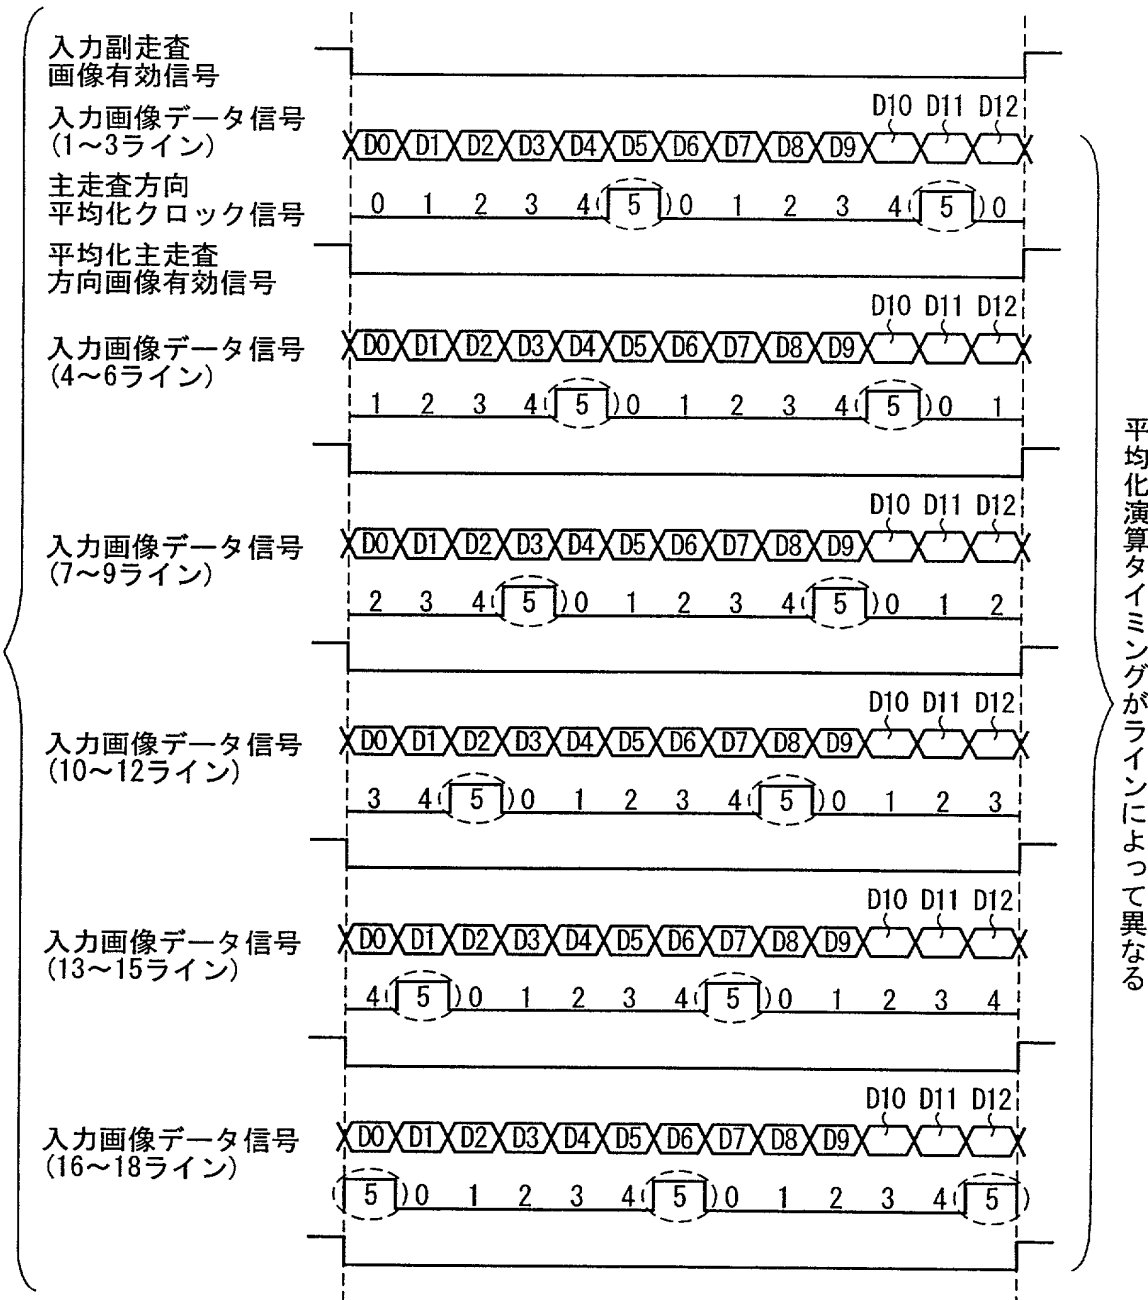 入力副走査
画像有効信号
入力画像データ信号
(1～3ライン)
D10 D11 D12
D0 D1 D2 D3 D4 D5 D6 D7 D8 D9
主走査方向
平均化クロック信号
0 1 2 3 4 5 0 1 2 3 4 5 0
平均化主走査
方向画像有効信号
D10 D11 D12
入力画像データ信号
(4～6ライン)
D0 D1 D2 D3 D4 D5 D6 D7 D8 D9
1 2 3 4 5 0 1 2 3 4 5 0 1
D10 D11 D12
入力画像データ信号
(7～9ライン)
D0 D1 D2 D3 D4 D5 D6 D7 D8 D9
2 3 4 5 0 1 2 3 4 5 0 1 2
D10 D11 D12
入力画像データ信号
(10～12ライン)
D0 D1 D2 D3 D4 D5 D6 D7 D8 D9
3 4 5 0 1 2 3 4 5 0 1 2 3
D10 D11 D12
入力画像データ信号
(13～15ライン)
D0 D1 D2 D3 D4 D5 D6 D7 D8 D9
4 5 0 1 2 3 4 5 0 1 2 3 4
D10 D11 D12
入力画像データ信号
(16～18ライン)
D0 D1 D2 D3 D4 D5 D6 D7 D8 D9
5 0 1 2 3 4 5 0 1 2 3 4 5
平均化演算タイミングがラインによって異なる